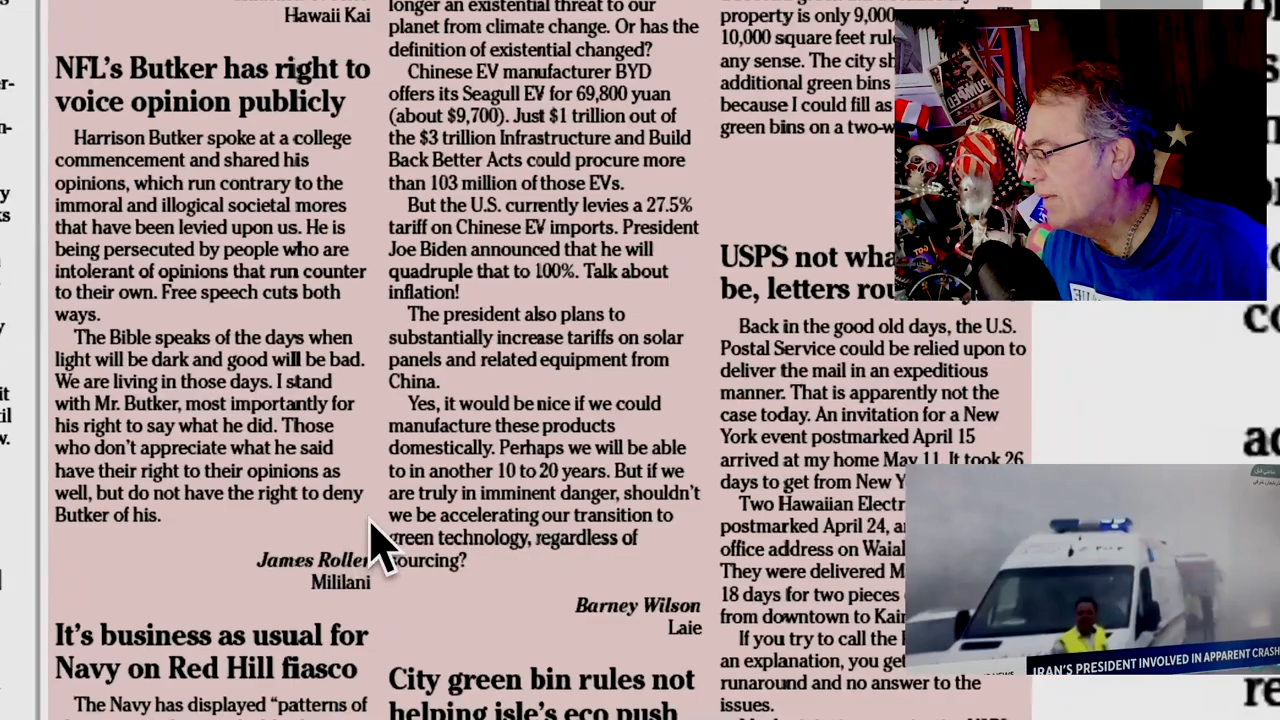 Hawaii Kai
NFL's Butker has right to
voice opinion publicly
Harrison Butker spoke at a college
commencement and shared his
opinions, which run contrary to the
immoral and illogical societal mores
that have been levied upon us. He is
being persecuted by people who are
intolerant of opinions that run counter
to their own. Free speech cuts both
ways.
The Bible speaks of the days when
light will be dark and good will be bad.
We are living in those days. I stand
with Mr. Butker, most importantly for
his right to say what he did. Those
who don't appreciate what he said
have their right to their opinions as
well, but do not have the right to deny
Butker of his.
James Roller
Mililani
It's business as usual for
Navy on Red Hill fiasco
The Navy has displayed "patterns of
longer an existential threat to our
planet from climate change. Or has the
definition of existential changed?
Chinese EV manufacturer BYD
offers its Seagull EV for 69,800 yuan
(about $9,700). Just $1 trillion out of
the $3 trillion Infrastructure and Build
Back Better Acts could procure more
than 103 million of those EVs.
But the U.S. currently levies a 27.5%
tariff on Chinese EV imports. President
Joe Biden announced that he will
quadruple that to 100%. Talk about
inflation!
The president also plans to
substantially increase tariffs on solar
panels and related equipment from
China.
Yes, it would be nice if we could
manufacture these products
domestically. Perhaps we will be able
to in another 10 to 20 years. But if we
are truly in imminent danger, shouldn't
we be accelerating our transition to
green technology, regardless of
sourcing?
Barney Wilson
Laie
City green bin rules not
helping isle's eco push
property is only 9,000
10,000 square feet rul
any sense. The city sh
additional green bins
because I could fill as
green bins on a two-w
USPS not wha
be, letters rou
Back in the good old days, the U.S.
Postal Service could be relied upon to
deliver the mail in an expeditious
manner. That is apparently not the
case today. An invitation for a New
York event postmarked April 15
arrived at my home May 11. It took 26
days to get from New Y
Two Hawaiian Electr
postmarked April 24, a
office address on Waial
They were delivered M
18 days for two pieces
from downtown to Kai
If you try to call the
an explanation, you get
runaround and no answer to the
issues.
IRAN'S PRESIDENT INVOLVED IN APPARENT CRASH